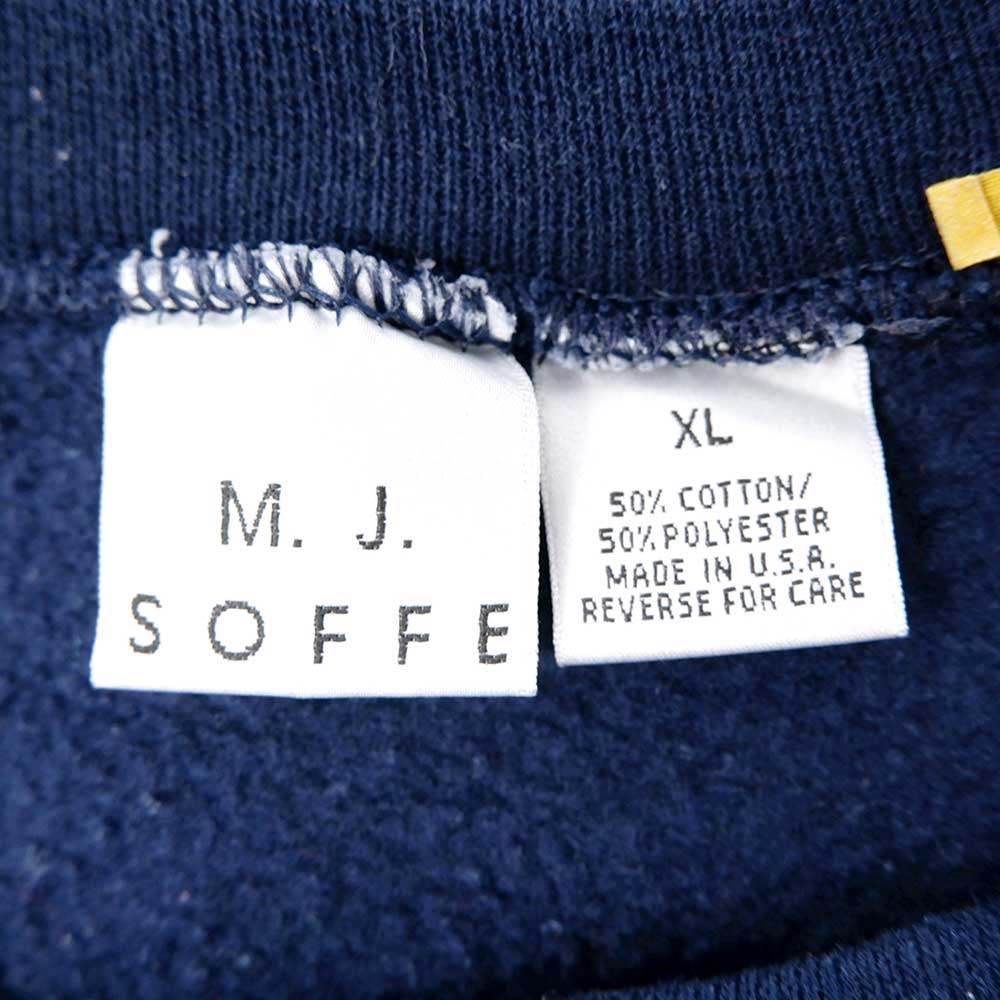 M. J.
SOFFE
XL
50% COTTON/
50% POLYESTER
MADE IN U.S.A.
REVERSE FOR CARE